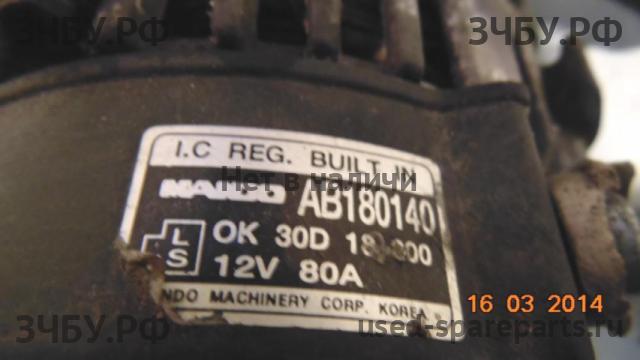 ЗЧБУ.РФ
ЗЧБУ.РФ
I.C REG. BUILT IN
MANDO AB180140
Нет в наличии
L
S
OK 30D 18 300
12V 80A
NDO MACHINERY CORP. KOREA
16 03 2014
ЗЧБУ.РФ
used-spareparts.ru